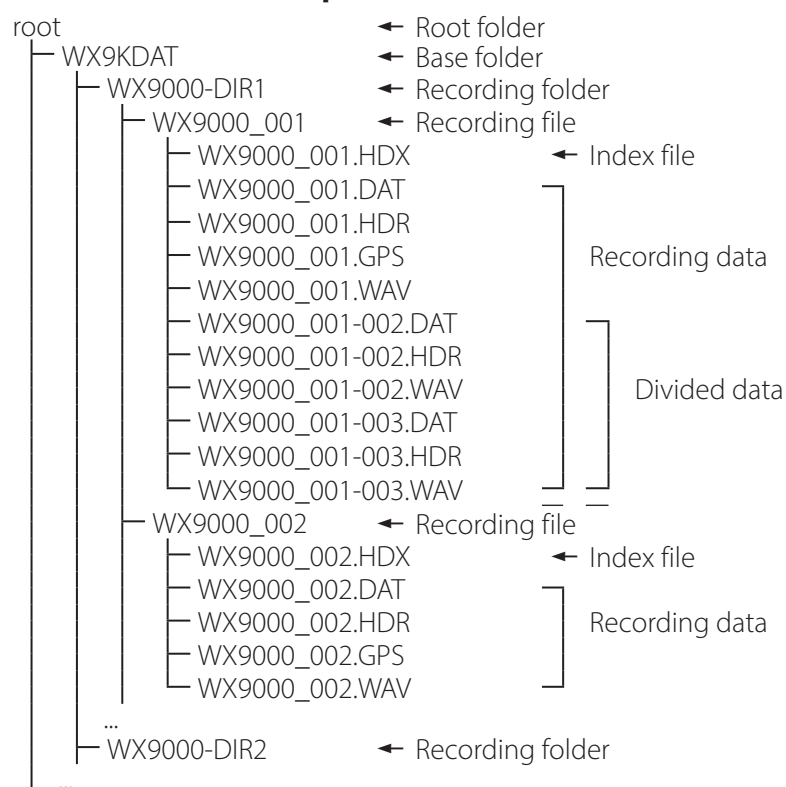 root ← Root folder
WX9KDAT ← Base folder
WX9000-DIR1 ← Recording folder
WX9000_001 ← Recording file
WX9000_001.HDX ← Index file
WX9000_001.DAT
WX9000_001.HDR
WX9000_001.GPS Recording data
WX9000_001.WAV
WX9000_001-002.DAT
WX9000_001-002.HDR
WX9000_001-002.WAV Divided data
WX9000_001-003.DAT
WX9000_001-003.HDR
WX9000_001-003.WAV
WX9000_002 ← Recording file
WX9000_002.HDX ← Index file
WX9000_002.DAT
WX9000_002.HDR Recording data
WX9000_002.GPS
WX9000_002.WAV
...
WX9000-DIR2 ← Recording folder
...